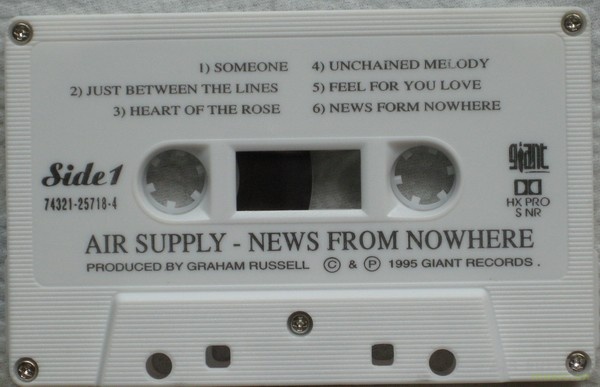 1) SOMEONE
2) JUST BETWEEN THE LINES
3) HEART OF THE ROSE
4) UNCHAINED MELODY
5) FEEL FOR YOU LOVE
6) NEWS FORM NOWHERE
Side 1
74321-25718-4
giant
HX PRO
S NR
AIR SUPPLY - NEWS FROM NOWHERE
PRODUCED BY GRAHAM RUSSELL © & ℗ 1995 GIANT RECORDS .